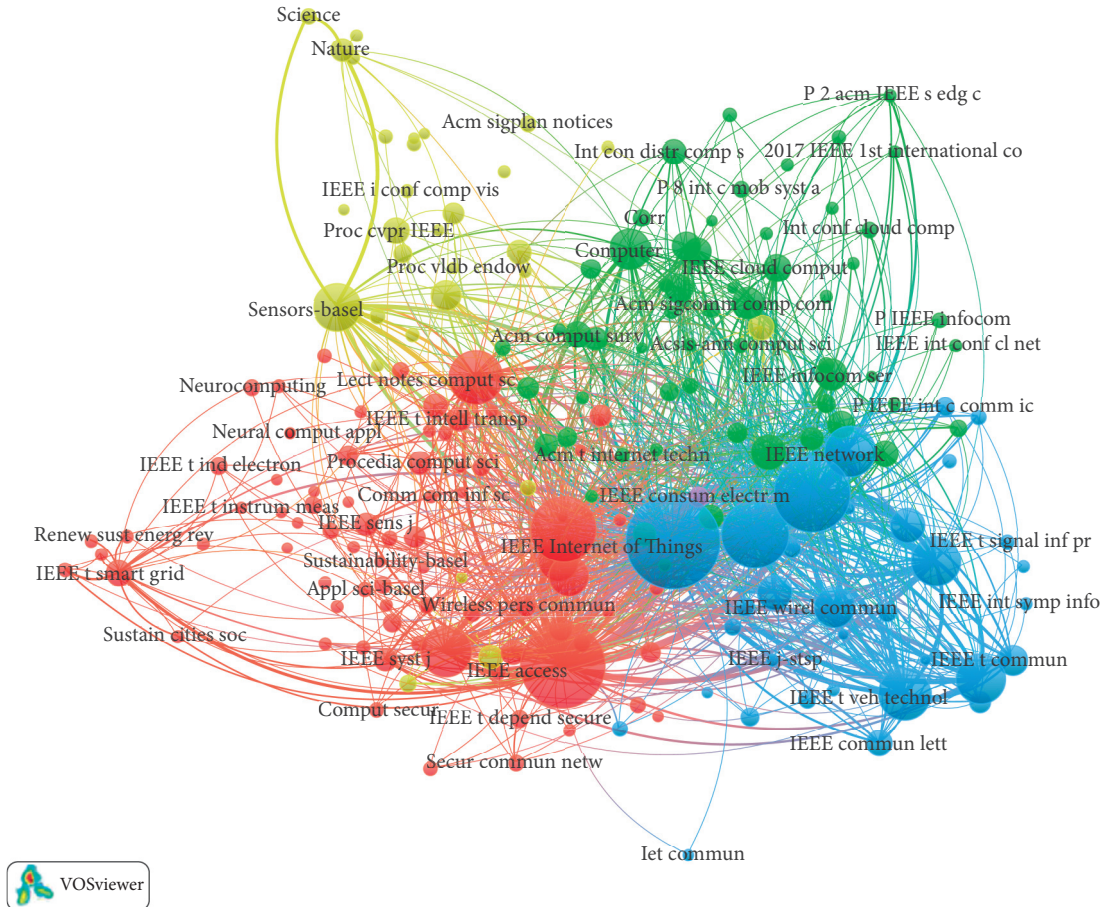 Science
Nature
P 2 acm IEEE s edg c
Acm sigplan notices
Int con distr comp s
2017 IEEE 1st international co
IEEE i conf comp vis
P 8 int c mob syst a
Corr
Proc cvpr IEEE
Int conf cloud comp
Computer
Proc vldb endow
IEEE cloud comput
Sensors-basel
Acm sigcomm comp com
P IEEE infocom
Acm comput surv
Acsis-ann comput sci
IEEE int conf cl net
Lect notes comput sc
IEEE infocom ser
Neurocomputing
P IEEE int c comm ic
IEEE t intell transp
Neural comput appl
IEEE network
Acm t internet techn
IEEE t ind electron
Procedia comput sci
Comm com inf sc
IEEE consum electr m
IEEE t instrum meas
IEEE sens j
Renew sust energ rev
IEEE t signal inf pr
IEEE Internet of Things
Sustainability-basel
IEEE t smart grid
Appl sci-basel
IEEE int symp info
Wireless pers commun
IEEE wirel commun
Sustain cities soc
IEEE syst j
IEEE access
IEEE j-stsp
IEEE t commun
IEEE t veh technol
Comput secur
IEEE t depend secure
IEEE commun lett
Secur commun netw
Iet commun
VOSviewer